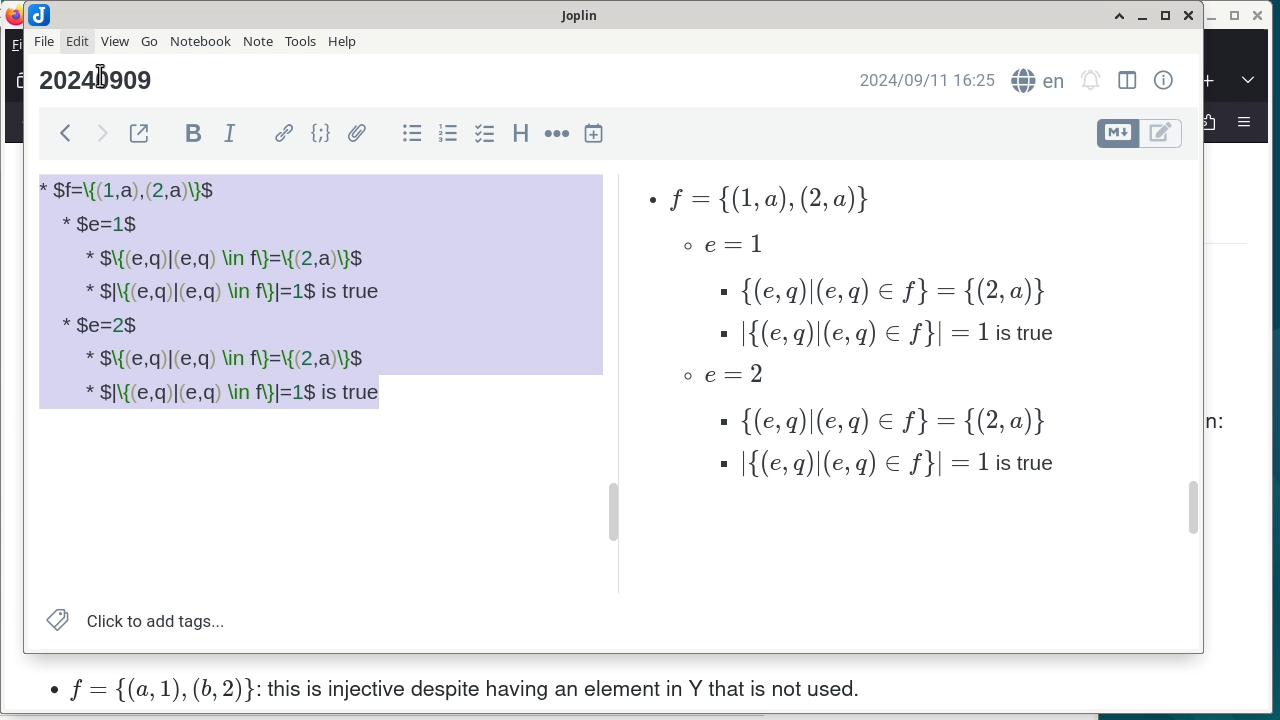 Joplin
Fi
File Edit View Go Notebook Note Tools Help
20240909
2024/09/11 16:25
en
B I H
M
* $f=\{(1,a),(2,a)\}$
* $e=1$
* $\{(e,q)|(e,q) \in f\}=\{(2,a)\}$
* $|\{(e,q)|(e,q) \in f\}|=1$ is true
* $e=2$
* $\{(e,q)|(e,q) \in f\}=\{(2,a)\}$
* $|\{(e,q)|(e,q) \in f\}|=1$ is true
• f = {(1, a), (2, a)}
◦ e = 1
▪ {(e, q)|(e, q) ∈ f} = {(2, a)}
▪ |{(e, q)|(e, q) ∈ f}| = 1 is true
◦ e = 2
▪ {(e, q)|(e, q) ∈ f} = {(2, a)}
▪ |{(e, q)|(e, q) ∈ f}| = 1 is true
n:
Click to add tags...
• f = {(a, 1), (b, 2)}: this is injective despite having an element in Y that is not used.